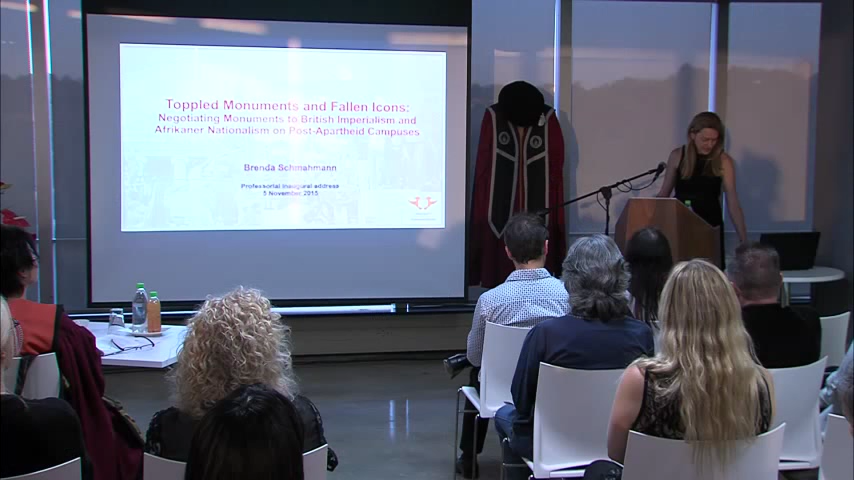 Toppled Monuments and Fallen Icons:
Negotiating Monuments to British Imperialism and
Afrikaner Nationalism on Post-Apartheid Campuses
Brenda Schmahmann
Professorial inaugural address
5 November 2015